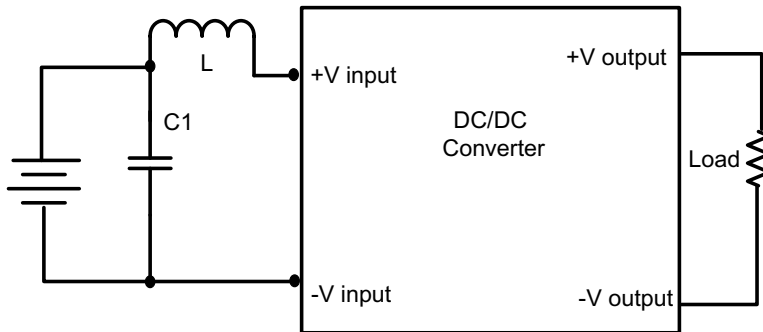 L
+V input
+V output
C1
DC/DC
Converter
Load
-V input
-V output